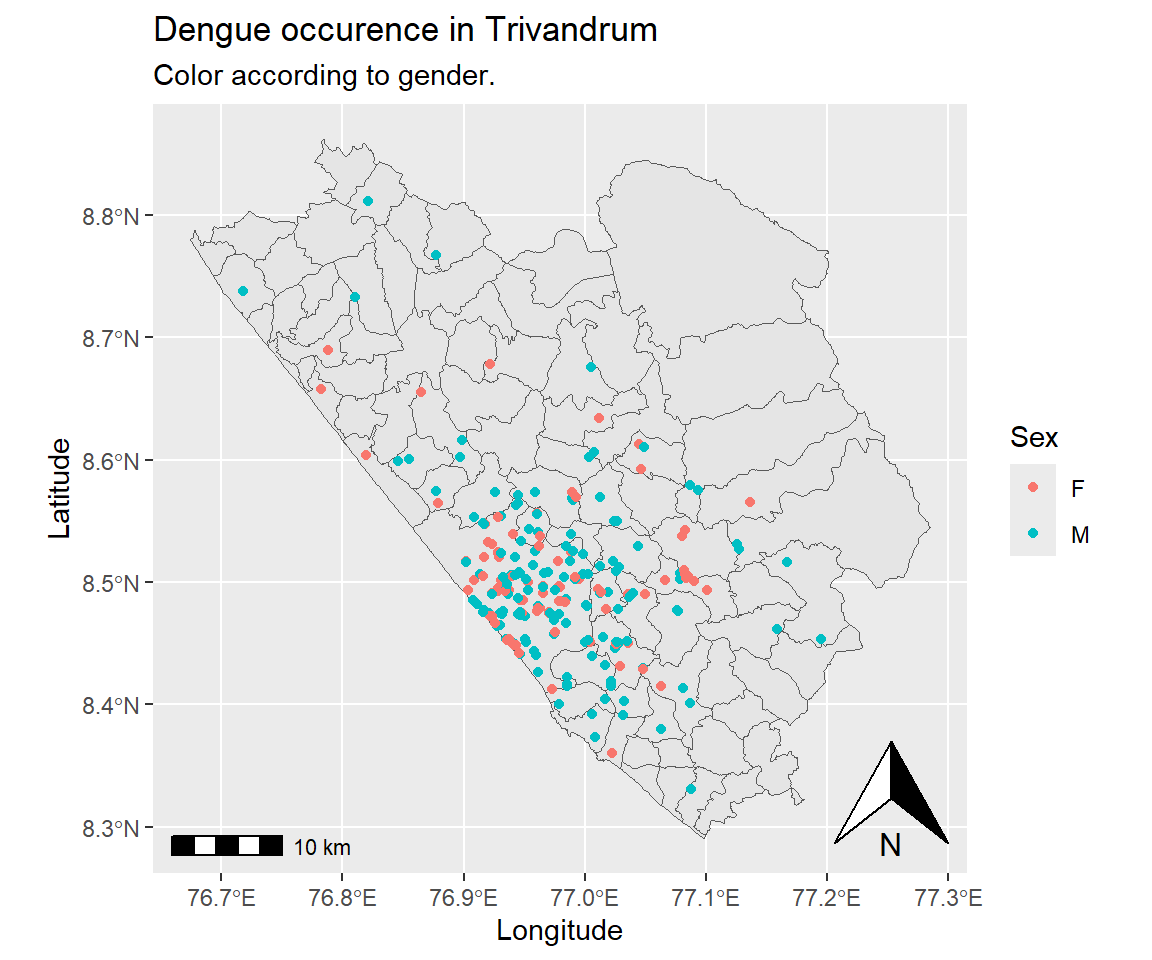 Dengue occurence in Trivandrum
Color according to gender.
Latitude
8.8°N
8.7°N
8.6°N
8.5°N
8.4°N
8.3°N
10 km
N
76.7°E 76.8°E 76.9°E 77.0°E 77.1°E 77.2°E 77.3°E
Longitude
Sex
F
M